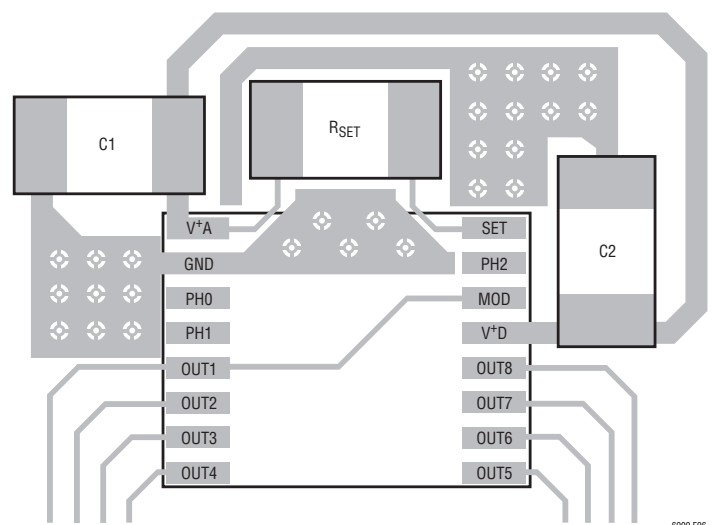 C1
RSET
C2
V+A
GND
PH0
PH1
OUT1
OUT2
OUT3
OUT4
SET
PH2
MOD
V+D
OUT8
OUT7
OUT6
OUT5